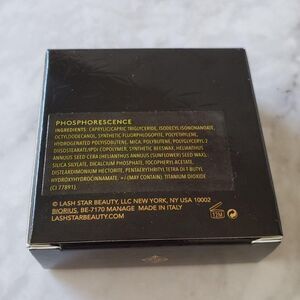 PHOSPHORESCENCE
INGREDIENTS: CAPRYLIC/CAPRIC TRIGLYCERIDE, ISODECYL ISONONANOATE,
OCTYLDODECANOL, SYNTHETIC FLUORPHLOGOPITE, POLYETHYLENE,
HYDROGENATED POLYISOBUTENE, MICA, POLYBUTENE, POLYGLYCERYL-2
DIISOSTEARATE/IPDI COPOLYMER, SYNTHETIC BEESWAX, HELIANTHUS
ANNUUS SEED CERA (HELIANTHUS ANNUUS (SUNFLOWER) SEED WAX),
SILICA SILYLATE, DICALCIUM PHOSPHATE, TOCOPHERYL ACETATE,
DISTEARDIMONIUM HECTORITE, PENTAERYTHRITYL TETRA DI-T-BUTYL
HYDROXYHYDROCINNAMATE. +/-(MAY CONTAIN). TITANIUM DIOXIDE
(CI 77891).
© LASH STAR BEAUTY, LLC NEW YORK, NY USA 10002
BIORIUS, BE-7170 MANAGE MADE IN ITALY
LASHSTARBEAUTY.COM
12M